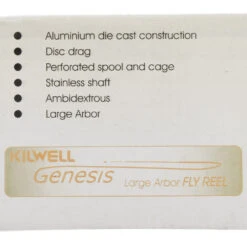 • Aluminium die cast construction
• Disc drag
• Perforated spool and cage
• Stainless shaft
• Ambidextrous
• Large Arbor
KILWELL
Genesis Large Arbor FLY REEL